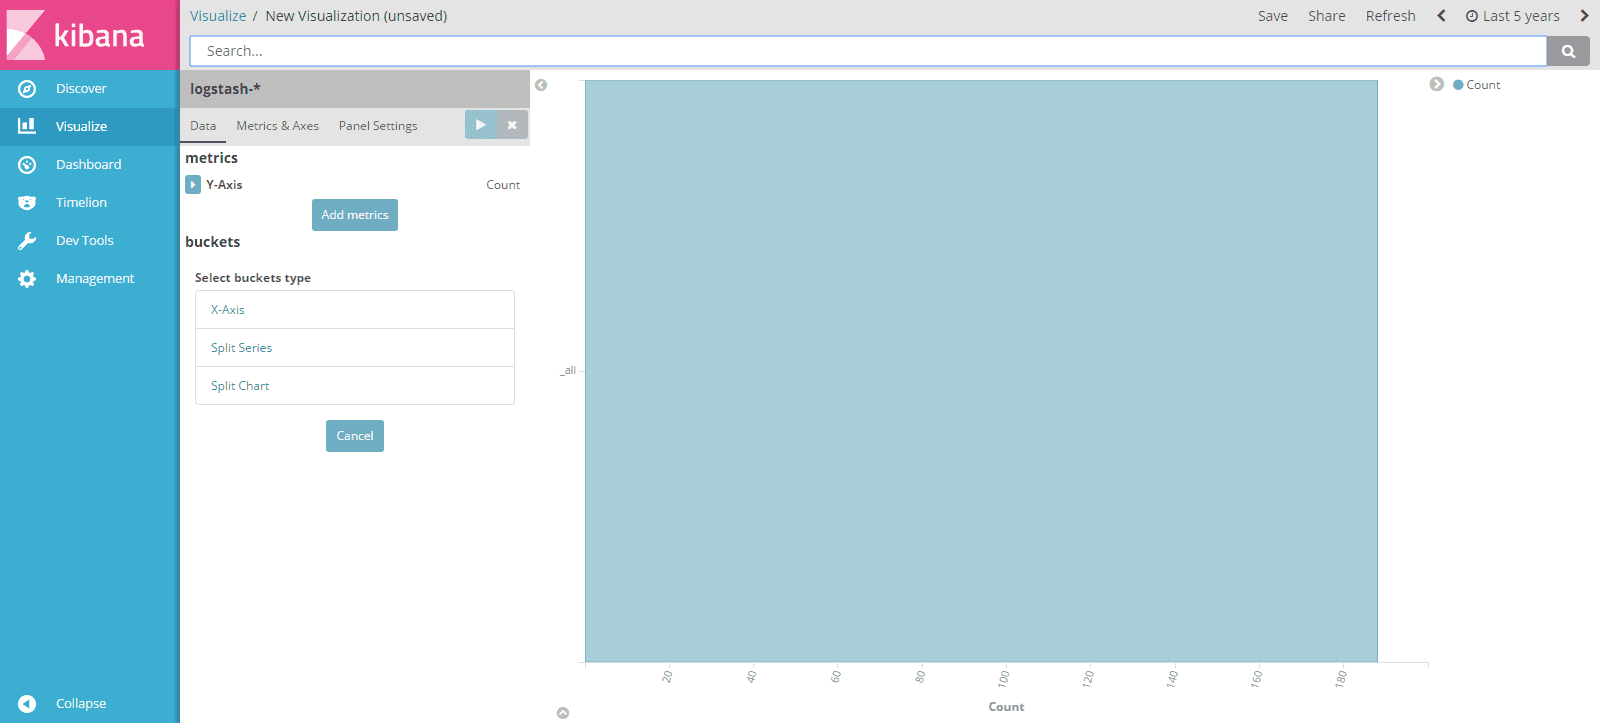 kibana
Discover
Visualize
Dashboard
Timelion
Dev Tools
Management
Collapse
Visualize / New Visualization (unsaved)
Save Share Refresh Last 5 years
Search...
logstash-*
Data Metrics & Axes Panel Settings
metrics
Y-Axis Count
Add metrics
buckets
Select buckets type
X-Axis
Split Series
Split Chart
Cancel
_all
20 40 60 80 100 120 140 160 180
Count
Count